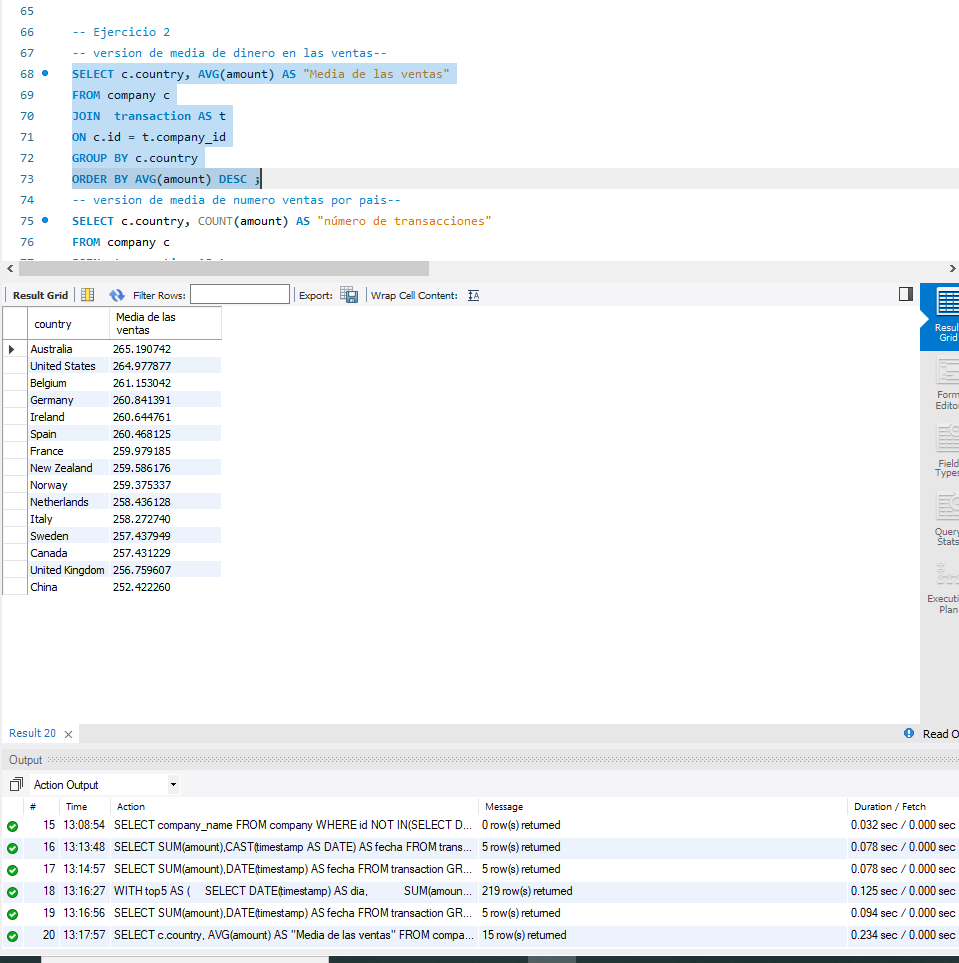 65
66 -- Ejercicio 2
67 -- version de media de dinero en las ventas--
68 SELECT c.country, AVG(amount) AS "Media de las ventas"
69 FROM company c
70 JOIN  transaction AS t
71 ON c.id = t.company_id
72 GROUP BY c.country
73 ORDER BY AVG(amount) DESC ;
74 -- version de media de numero ventas por pais--
75 SELECT c.country, COUNT(amount) AS "número de transacciones"
76 FROM company c
Result Grid Filter Rows: Export: Wrap Cell Content:
country Media de las ventas
Australia 265.190742
United States 264.977877
Belgium 261.153042
Germany 260.841391
Ireland 260.644761
Spain 260.468125
France 259.979185
New Zealand 259.586176
Norway 259.375337
Netherlands 258.436128
Italy 258.272740
Sweden 257.437949
Canada 257.431229
United Kingdom 256.759607
China 252.422260
Resul
Grid
Form
Editor
Field
Types
Query
Stats
Executi
Plan
Result 20 Read O
Output
Action Output
# Time Action Message Duration / Fetch
15 13:08:54 SELECT company_name FROM company WHERE id NOT IN(SELECT D... 0 row(s) returned 0.032 sec / 0.000 sec
16 13:13:48 SELECT SUM(amount),CAST(timestamp AS DATE) AS fecha FROM trans... 5 row(s) returned 0.078 sec / 0.000 sec
17 13:14:57 SELECT SUM(amount),DATE(timestamp) AS fecha FROM transaction GR... 5 row(s) returned 0.078 sec / 0.000 sec
18 13:16:27 WITH top5 AS ( SELECT DATE(timestamp) AS dia, SUM(amoun... 219 row(s) returned 0.125 sec / 0.000 sec
19 13:16:56 SELECT SUM(amount),DATE(timestamp) AS fecha FROM transaction GR... 5 row(s) returned 0.094 sec / 0.000 sec
20 13:17:57 SELECT c.country, AVG(amount) AS "Media de las ventas" FROM compa... 15 row(s) returned 0.234 sec / 0.000 sec